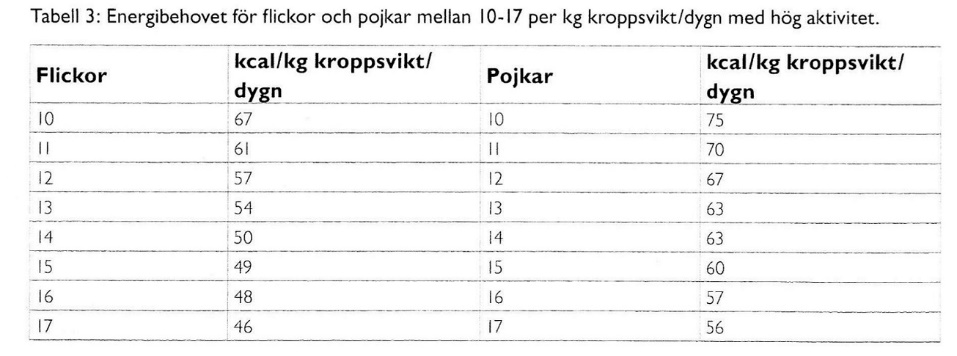 Tabell 3: Energibehovet för flickor och pojkar mellan 10-17 per kg kroppsvikt/dygn med hög aktivitet.
Flickor kcal/kg kroppsvikt/dygn Pojkar kcal/kg kroppsvikt/dygn
10 67 10 75
11 61 11 70
12 57 12 67
13 54 13 63
14 50 14 63
15 49 15 60
16 48 16 57
17 46 17 56